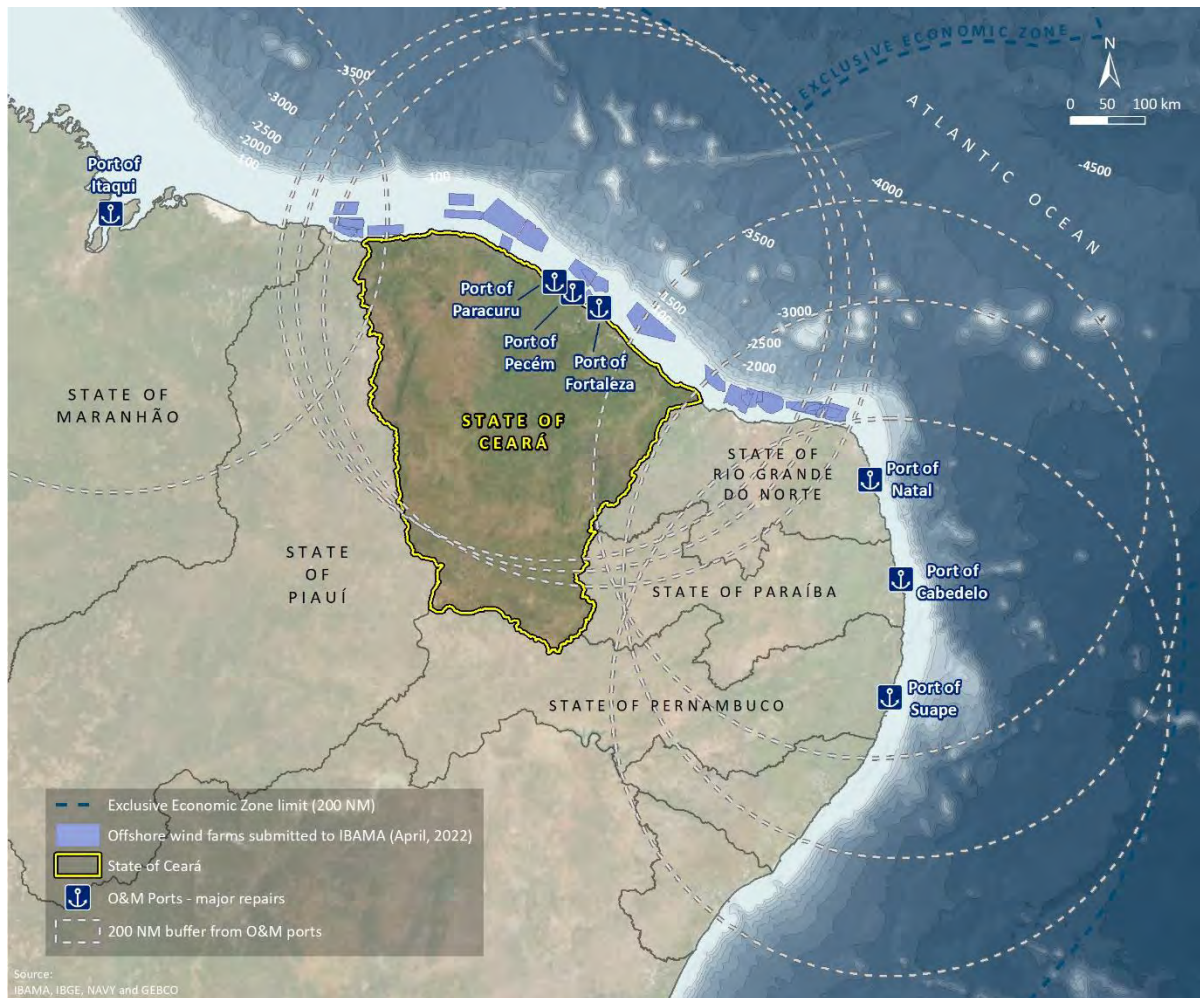 EXCLUSIVE ECONOMIC ZONE
N
0 50 100 km
ATLANTIC OCEAN
-3500
-3000
-2500
-2000
-100
-100
-4500
-4000
-3500
-1500
-100
-3000
-2500
-2000
Port of
Itaqui
Port of
Paracuru
Port of
Pecém
Port of
Fortaleza
STATE OF
MARANHÃO
STATE OF
CEARÁ
STATE OF
RIO GRANDE
DO NORTE
Port of
Natal
STATE
OF
PIAUÍ
STATE OF PARAÍBA
Port of
Cabedelo
STATE OF PERNAMBUCO
Port of
Suape
Exclusive Economic Zone limit (200 NM)
Offshore wind farms submitted to IBAMA (April, 2022)
State of Ceará
O&M Ports - major repairs
200 NM buffer from O&M ports
Source:
IBAMA, IBGE, NAVY and GEBCO